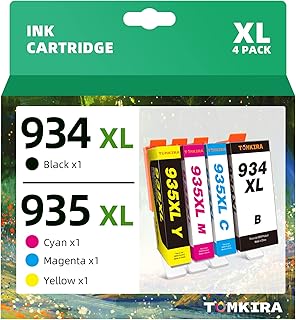 INK
CARTRIDGE
XL
4 PACK
934 XL
Black x1
935 XL
Cyan x1
Magenta x1
Yellow x1
935XL Y
935XL M
935XL C
TOMKIRA
934
XL
B
TOMKIRA